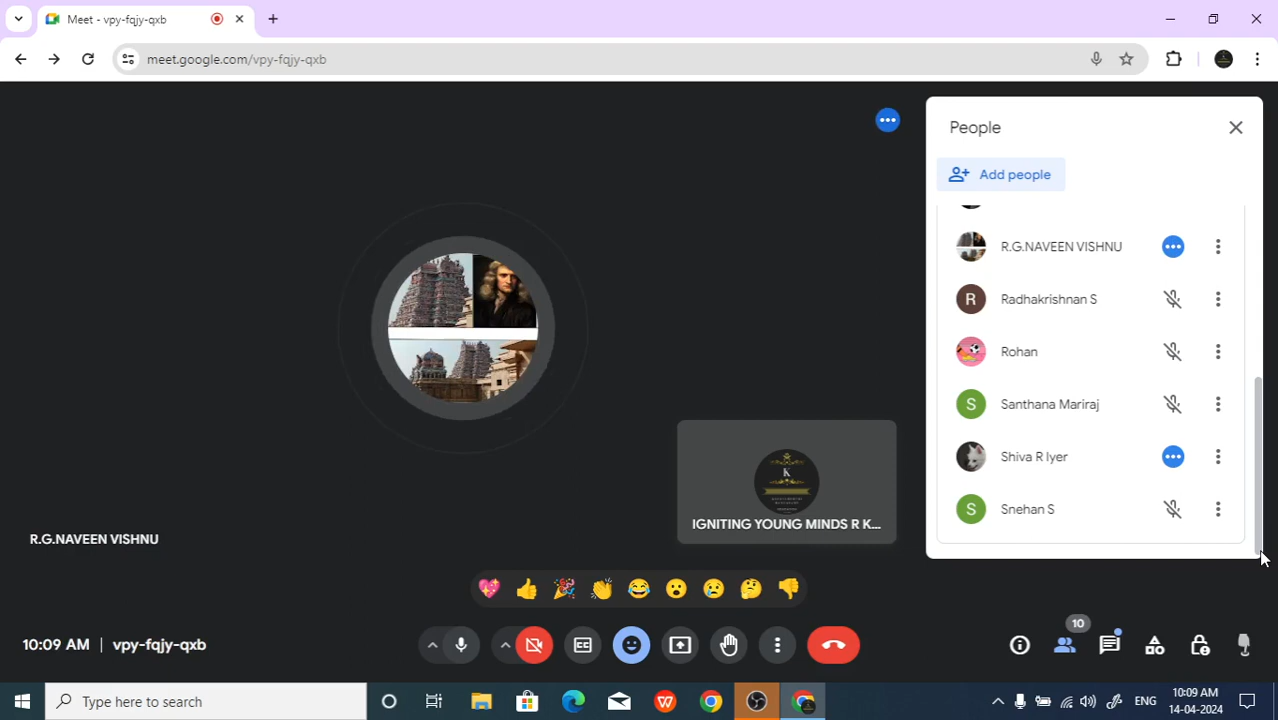 Meet - vpy-fqjy-qxb
meet.google.com/vpy-fqjy-qxb
People
Add people
R.G.NAVEEN VISHNU
R Radhakrishnan S
Rohan
S Santhana Mariraj
Shiva R Iyer
S Snehan S
K
IGNITING YOUNG MINDS R K...
R.G.NAVEEN VISHNU
10:09 AM | vpy-fqjy-qxb
10
Type here to search
ENG
10:09 AM
14-04-2024